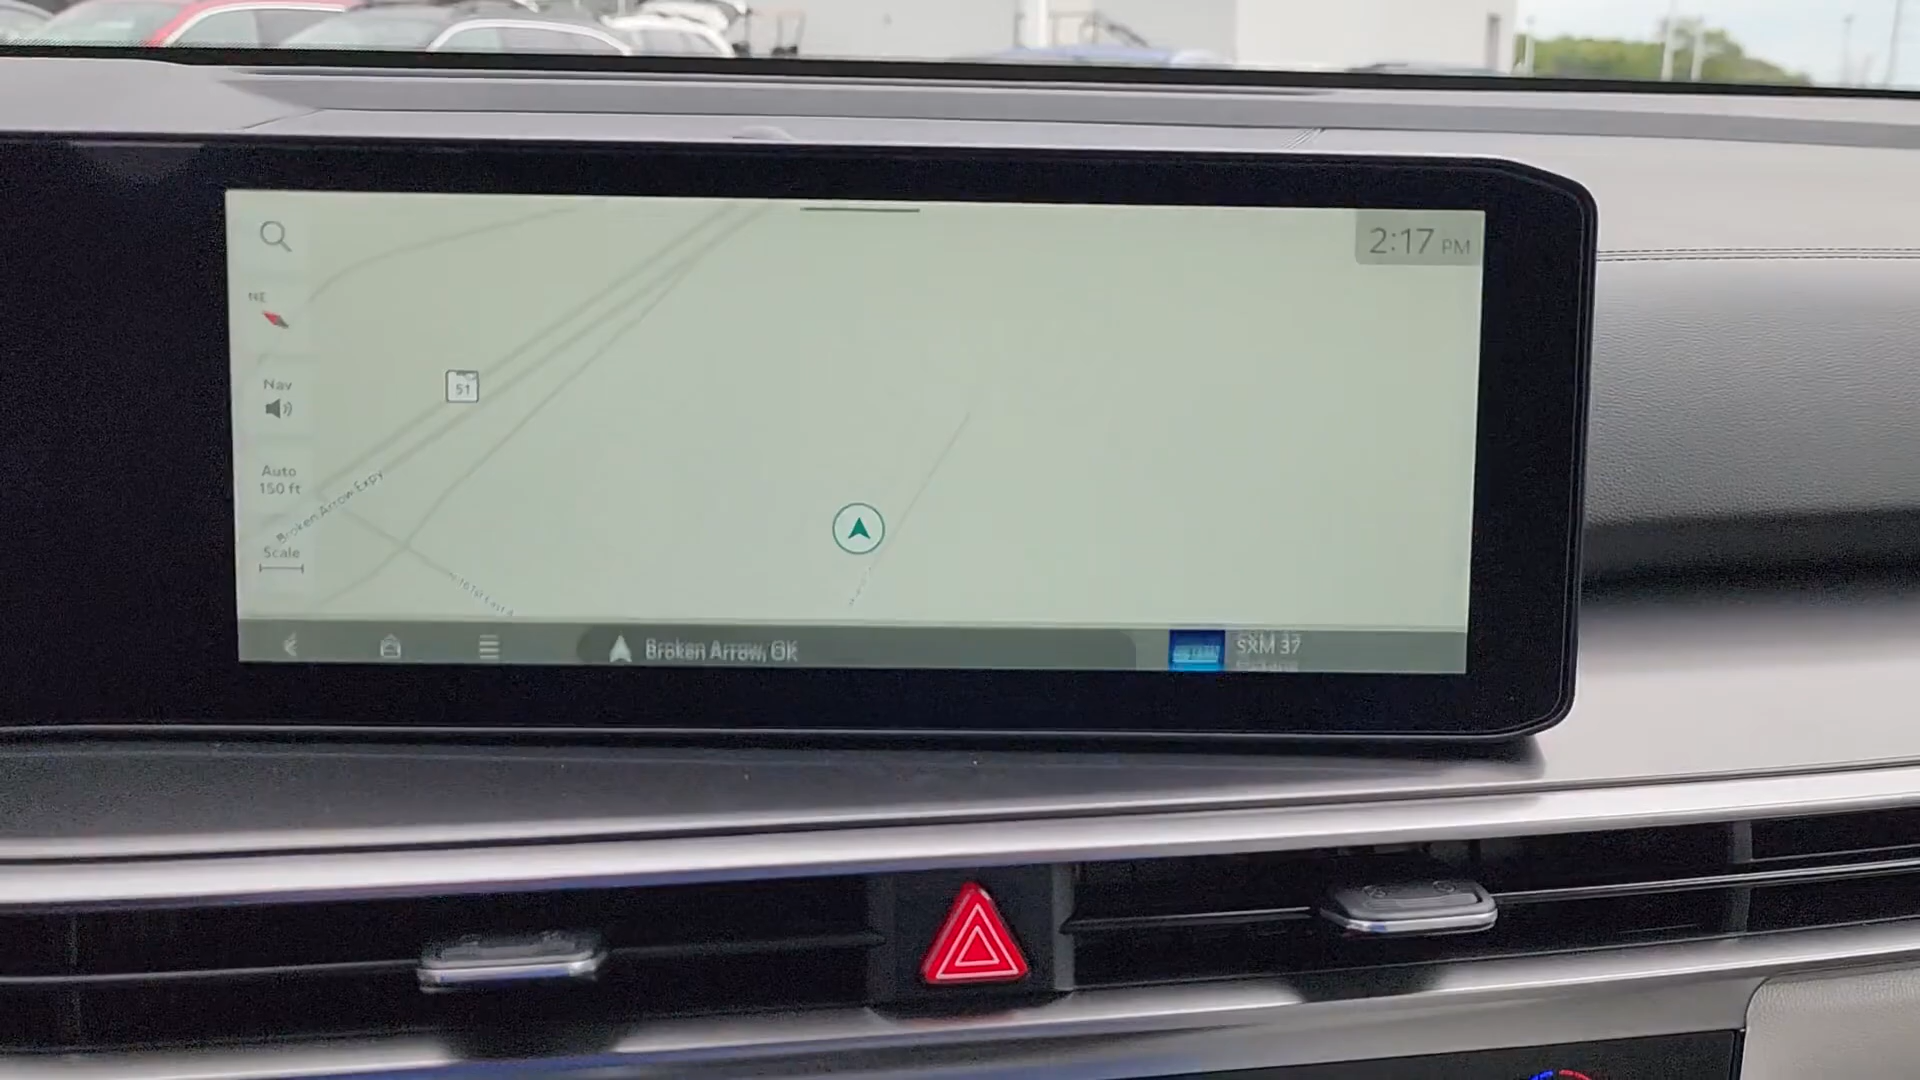 2:17 PM
NE
51
Nav
Auto
150 ft
Broken Arrow Expy
Scale
Broken Arrow, OK
SXM 37